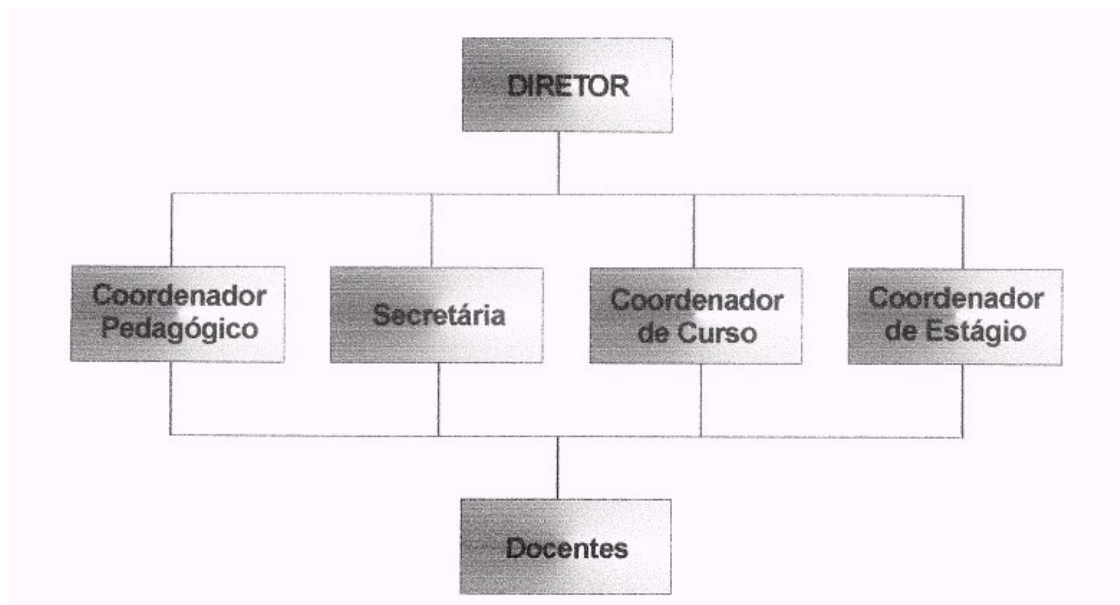 DIRETOR
Coordenador
Pedagógico
Secretária
Coordenador
de Curso
Coordenador
de Estágio
Docentes